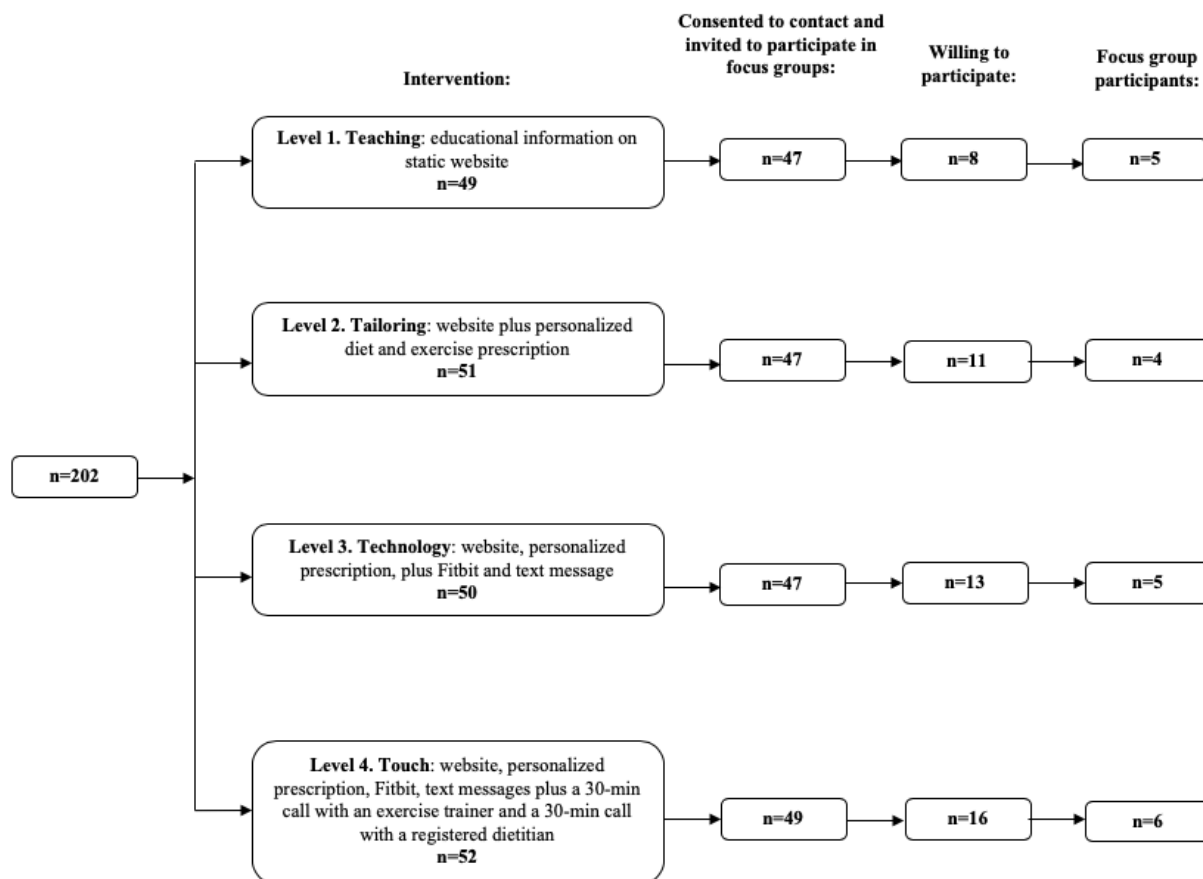 Intervention:
Consented to contact and
invited to participate in
focus groups:
Willing to
participate:
Focus group
participants:
Level 1. Teaching: educational information on
static website
n=49
n=47
n=8
n=5
Level 2. Tailoring: website plus personalized
diet and exercise prescription
n=51
n=47
n=11
n=4
n=202
Level 3. Technology: website, personalized
prescription, plus Fitbit and text message
n=50
n=47
n=13
n=5
Level 4. Touch: website, personalized
prescription, Fitbit, text messages plus a 30-min
call with an exercise trainer and a 30-min call
with a registered dietitian
n=52
n=49
n=16
n=6